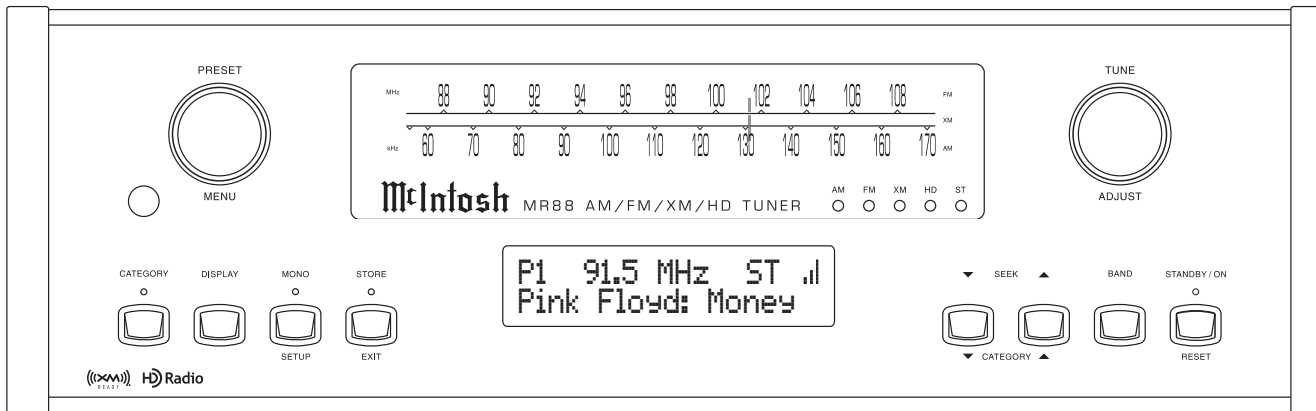 PRESET
MENU
MHz 88 90 92 94 96 98 100 102 104 106 108 FM
XM
kHz 60 70 80 90 100 110 120 130 140 150 160 170 AM
McIntosh MR88 AM/FM/XM/HD TUNER
AM FM XM HD ST
TUNE
ADJUST
CATEGORY DISPLAY MONO STORE
SETUP EXIT
P1 91.5 MHz ST
Pink Floyd: Money
SEEK BAND STANDBY / ON
CATEGORY RESET
((XM)) READY HD Radio